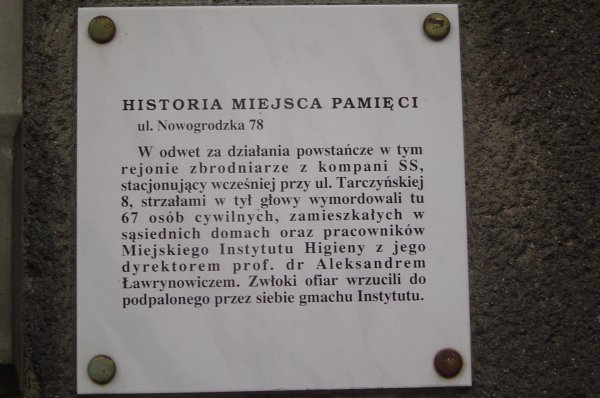 HISTORIA MIEJSCA PAMIĘCI
ul. Nowogrodzka 78
W odwet za działania powstańcze w tym
rejonie zbrodniarze z kompani SS,
stacjonujący wcześniej przy ul. Tarczyńskiej
8, strzałami w tył głowy wymordowali tu
67 osób cywilnych, zamieszkałych w
sąsiednich domach oraz pracowników
Miejskiego Instytutu Higieny z jego
dyrektorem prof. dr Aleksandrem
Ławrynowiczem. Zwłoki ofiar wrzucili do
podpalonego przez siebie gmachu Instytutu.